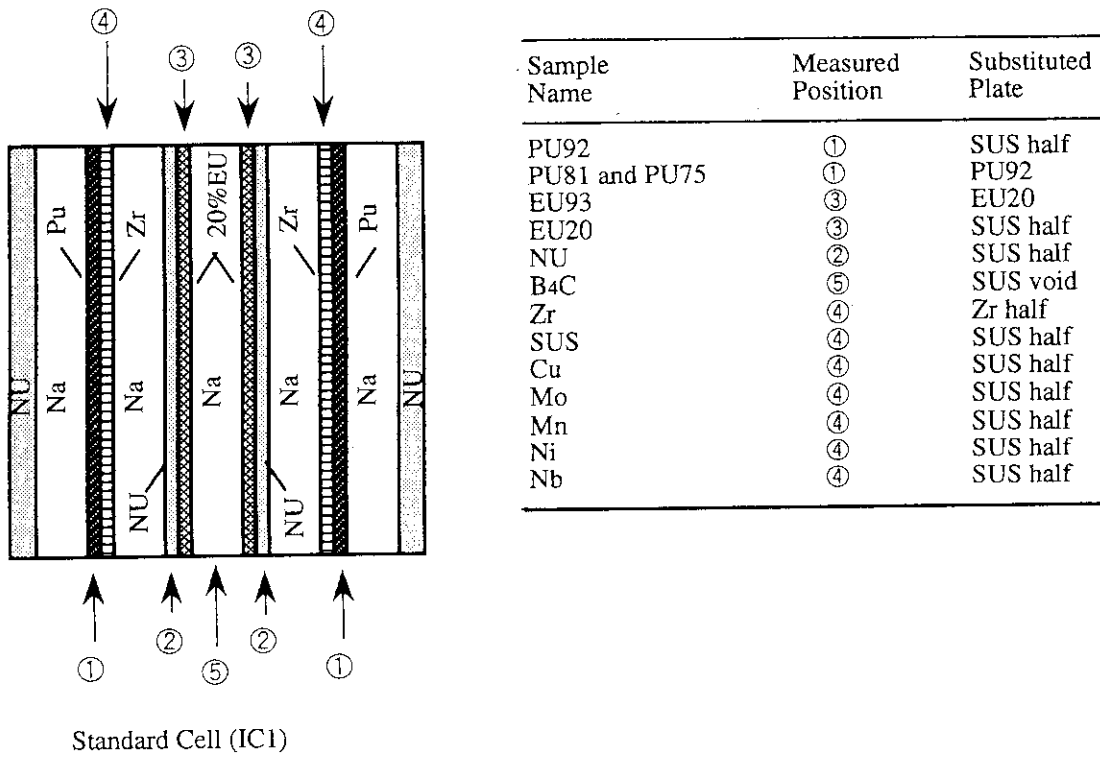 ④ ④
③ ③
Pu Zr 20%EU Zr Pu
NU Na Na Na Na Na NU
NU NU
① ② ⑤ ② ①
Standard Cell (IC1)
Sample Name Measured Position Substituted Plate
PU92 ① SUS half
PU81 and PU75 ① PU92
EU93 ③ EU20
EU20 ③ SUS half
NU ② SUS half
B4C ⑤ SUS void
Zr ④ Zr half
SUS ④ SUS half
Cu ④ SUS half
Mo ④ SUS half
Mn ④ SUS half
Ni ④ SUS half
Nb ④ SUS half